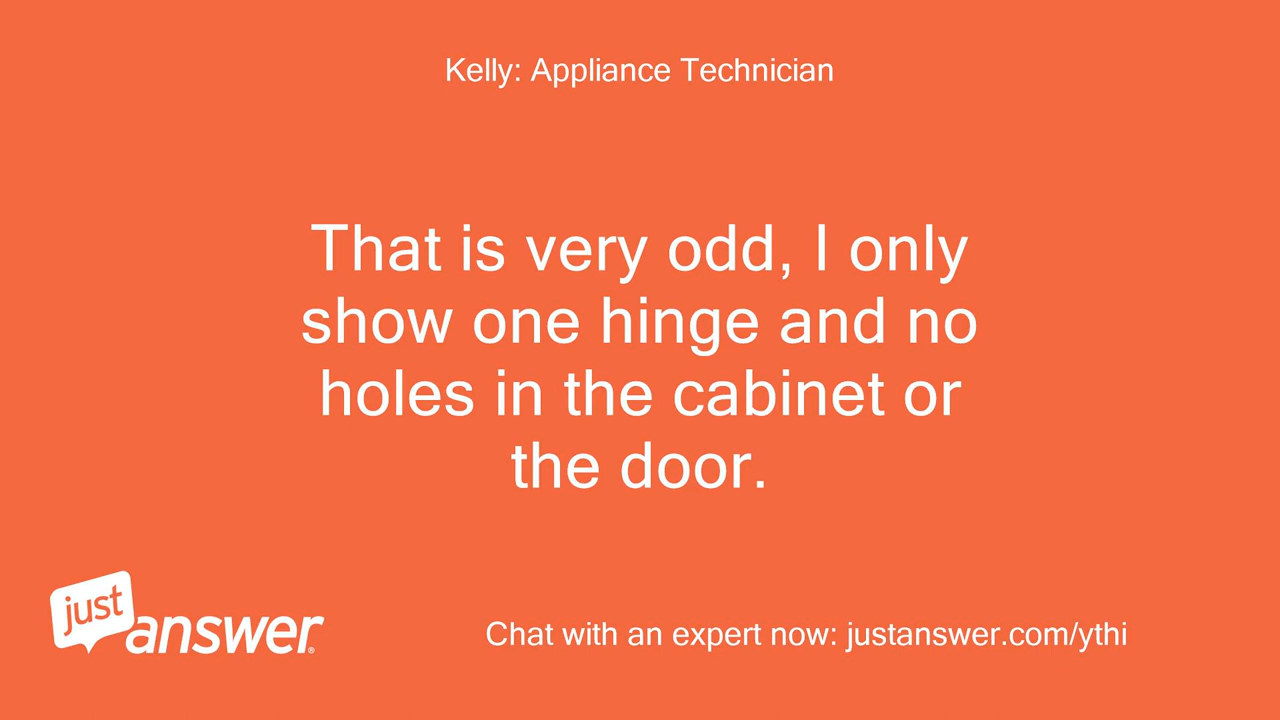 Kelly: Appliance Technician
That is very odd, I only
show one hinge and no
holes in the cabinet or
the door.
just
answer®
Chat with an expert now: justanswer.com/ythi